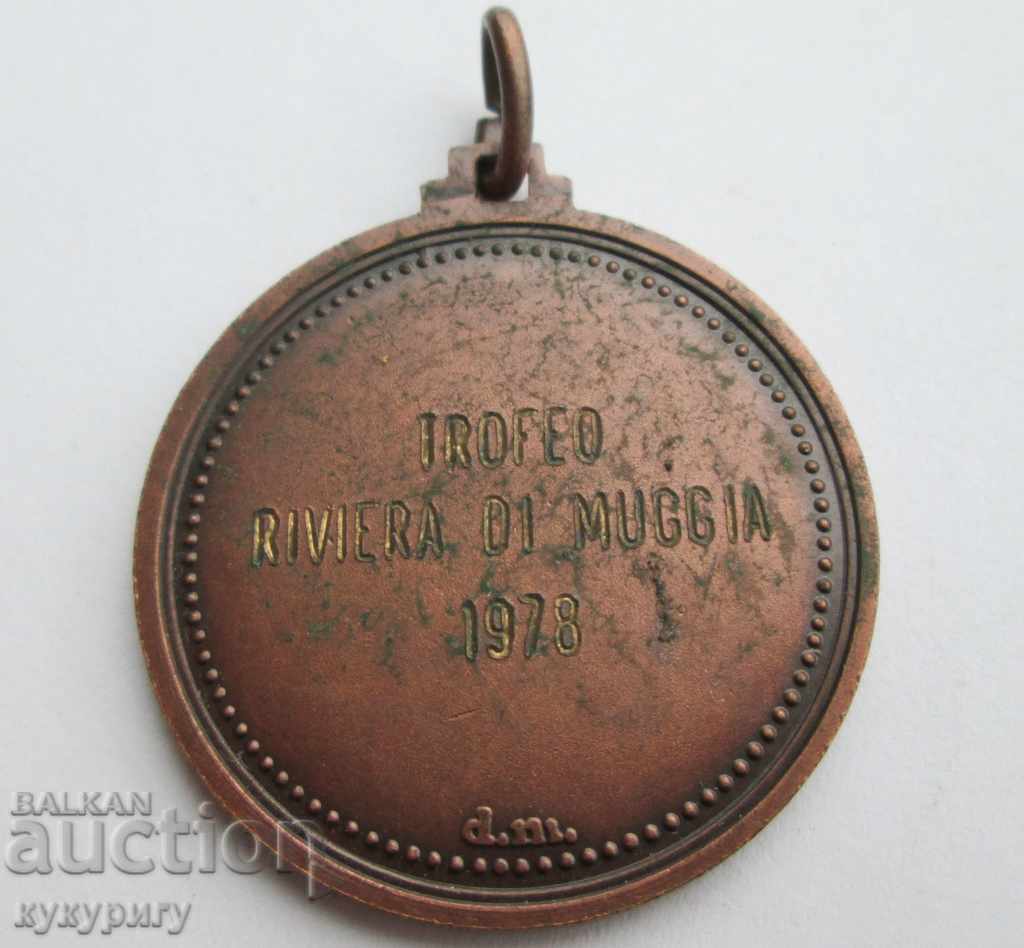 TROFEO
RIVIERA DI MUGGIA
1978
d.m.
BALKAN
auction
кукуригу